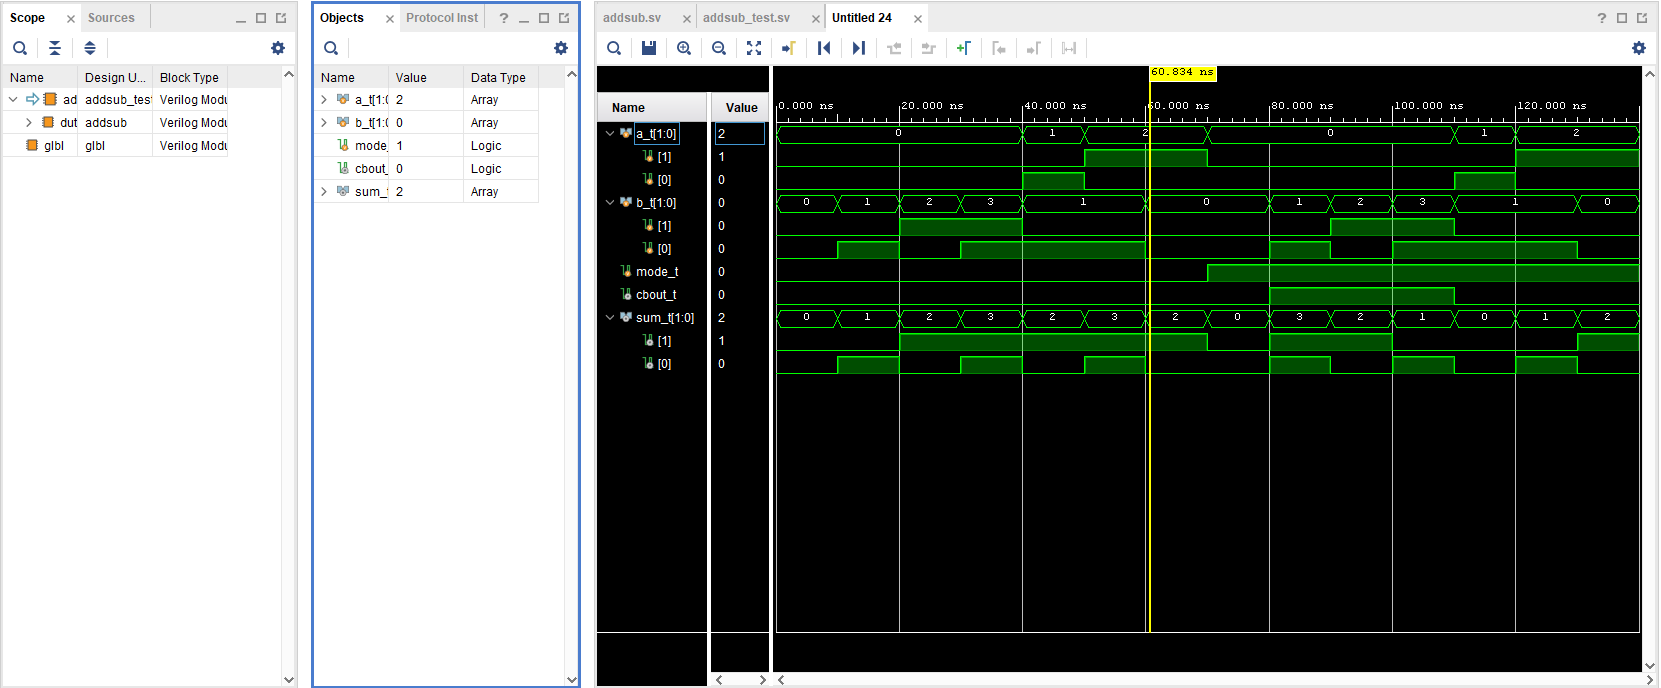 Scope
Sources
Name
Design U...
Block Type
ad
addsub_test
Verilog Modu
dut
addsub
Verilog Modu
glbl
glbl
Verilog Modu
Objects
Protocol Inst
?
Name
Value
Data Type
a_t[1:0]
2
Array
b_t[1:0]
0
Array
mode_
1
Logic
cbout_
0
Logic
sum_t
2
Array
addsub.sv
addsub_test.sv
Untitled 24
?
60.834 ns
Name
Value
0.000 ns
20.000 ns
40.000 ns
60.000 ns
80.000 ns
100.000 ns
120.000 ns
a_t[1:0]
2
0
1
2
0
1
2
[1]
1
[0]
0
b_t[1:0]
0
0
1
2
3
1
0
1
2
3
1
0
[1]
0
[0]
0
mode_t
0
cbout_t
0
sum_t[1:0]
2
0
1
2
3
2
3
2
0
3
2
1
0
1
2
[1]
1
[0]
0